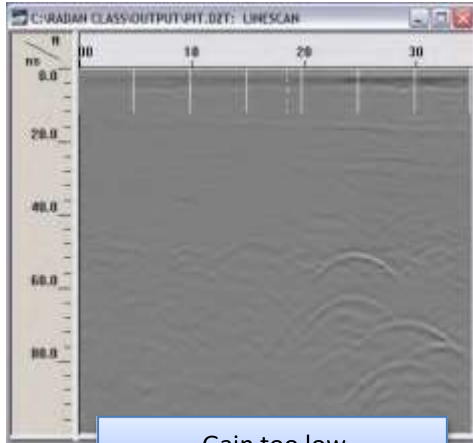 C:\RADAN CLASS\OUTPUT\PIT.DZT: LINESCAN
ft
00 10 20 30
ns
0.0
20.0
40.0
60.0
80.0
Gain too low